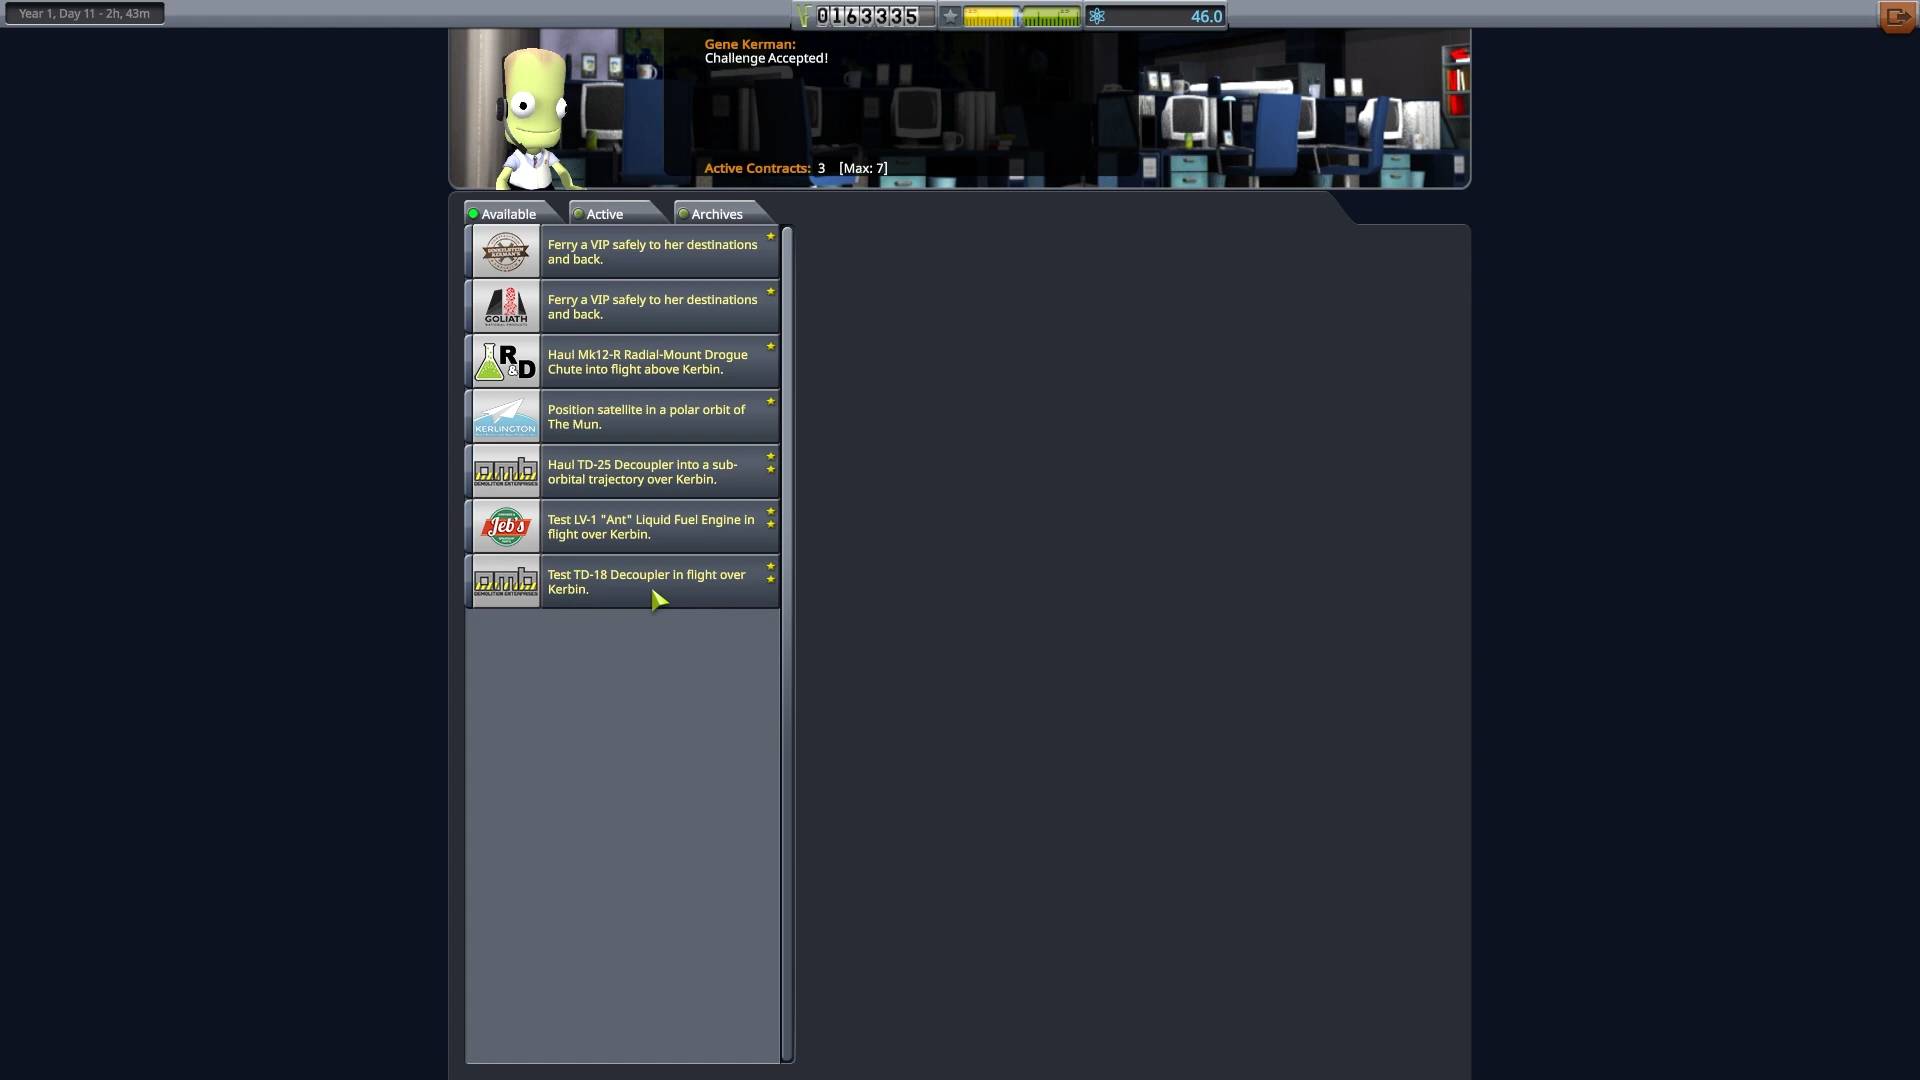 Year 1, Day 11 - 2h, 43m
0163335
46.0
Gene Kerman:
Challenge Accepted!
Active Contracts: 3 [Max: 7]
Available
Active
Archives
Ferry a VIP safely to her destinations
and back.
GOLIATH
Ferry a VIP safely to her destinations
and back.
R&D
Haul Mk12-R Radial-Mount Drogue
Chute into flight above Kerbin.
KERLINGTON
Position satellite in a polar orbit of
The Mun.
DEMOLITION ENTERPRISES
Haul TD-25 Decoupler into a sub-
orbital trajectory over Kerbin.
Jeb's
Test LV-1 "Ant" Liquid Fuel Engine in
flight over Kerbin.
DEMOLITION ENTERPRISES
Test TD-18 Decoupler in flight over
Kerbin.